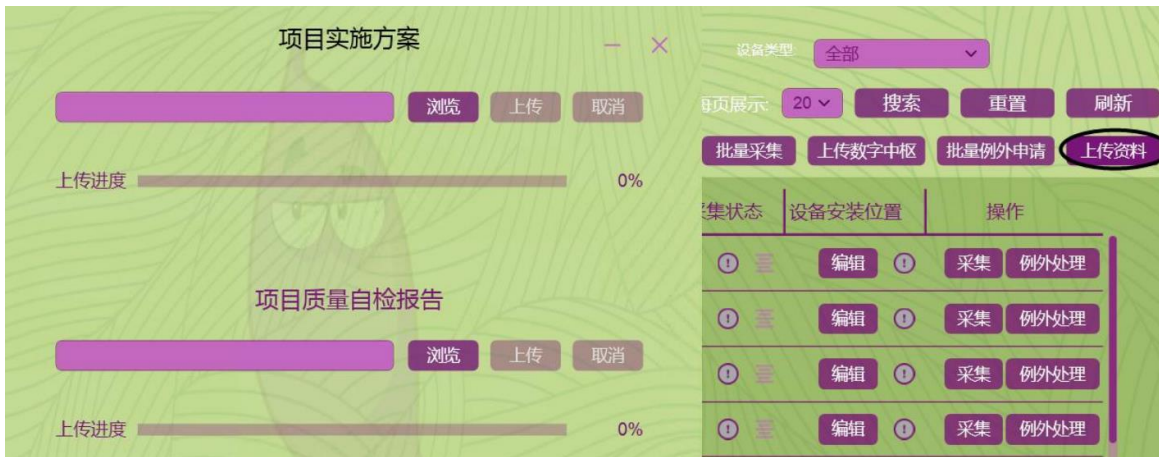 项目实施方案
浏览 上传 取消
上传进度 0%
项目质量自检报告
浏览 上传 取消
上传进度 0%
设备类型: 全部
每页展示: 20 搜索 重置 刷新
批量采集 上传数字中枢 批量例外申请 上传资料
采集状态 设备安装位置 操作
编辑 采集 例外处理
编辑 采集 例外处理
编辑 采集 例外处理
编辑 采集 例外处理